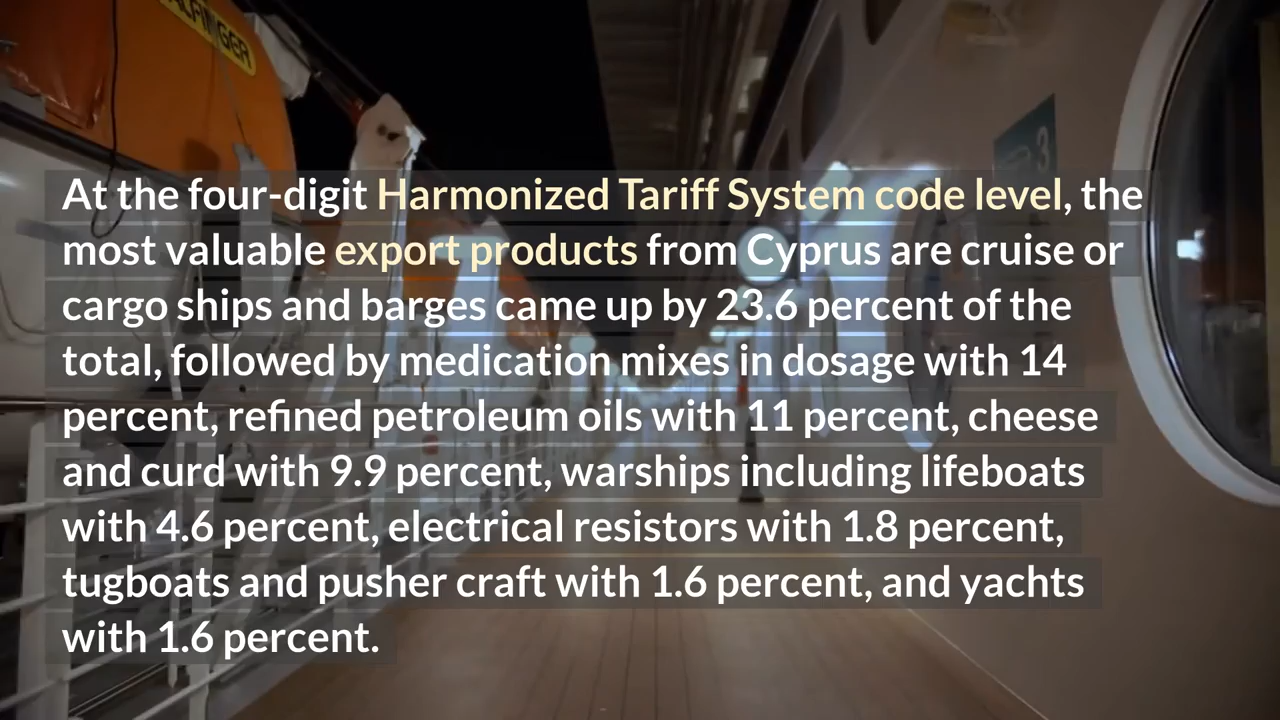 ALFINGER
3
At the four-digit Harmonized Tariff System code level, the
most valuable export products from Cyprus are cruise or
cargo ships and barges came up by 23.6 percent of the
total, followed by medication mixes in dosage with 14
percent, refined petroleum oils with 11 percent, cheese
and curd with 9.9 percent, warships including lifeboats
with 4.6 percent, electrical resistors with 1.8 percent,
tugboats and pusher craft with 1.6 percent, and yachts
with 1.6 percent.